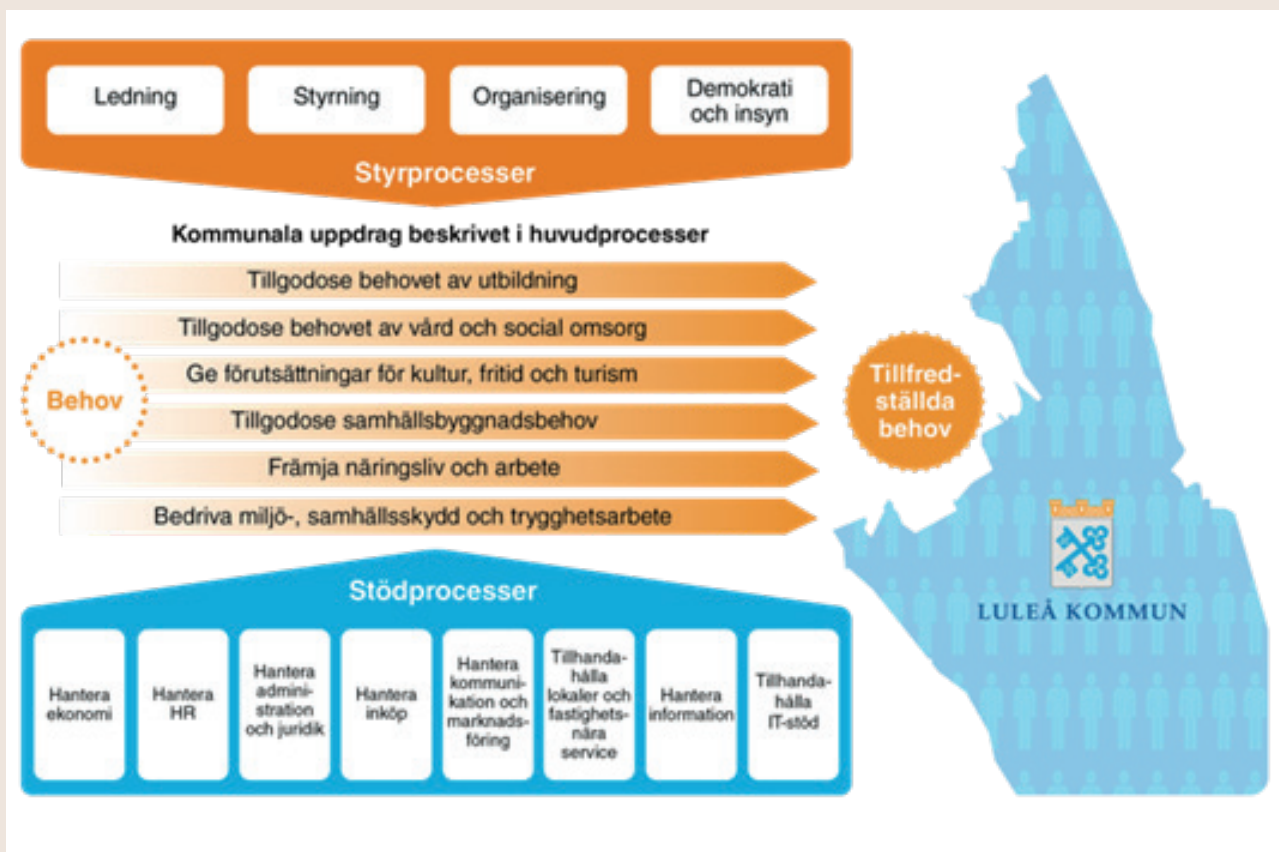 Ledning
Styrning
Organisering
Demokrati
och insyn
Styrprocesser
Kommunala uppdrag beskrivet i huvudprocesser
Tillgodose behovet av utbildning
Tillgodose behovet av vård och social omsorg
Ge förutsättningar för kultur, fritid och turism
Tillgodose samhällsbyggnadsbehov
Främja näringsliv och arbete
Bedriva miljö-, samhällsskydd och trygghetsarbete
Behov
Tillfred-
ställda
behov
Stödprocesser
Hantera
ekonomi
Hantera
HR
Hantera
admini-
stration
och juridik
Hantera
inköp
Hantera
kommuni-
kation och
marknads-
föring
Tillhanda-
hålla
lokaler och
fastighets-
nära
service
Hantera
information
Tillhanda-
hålla
IT-stöd
LULEÅ KOMMUN